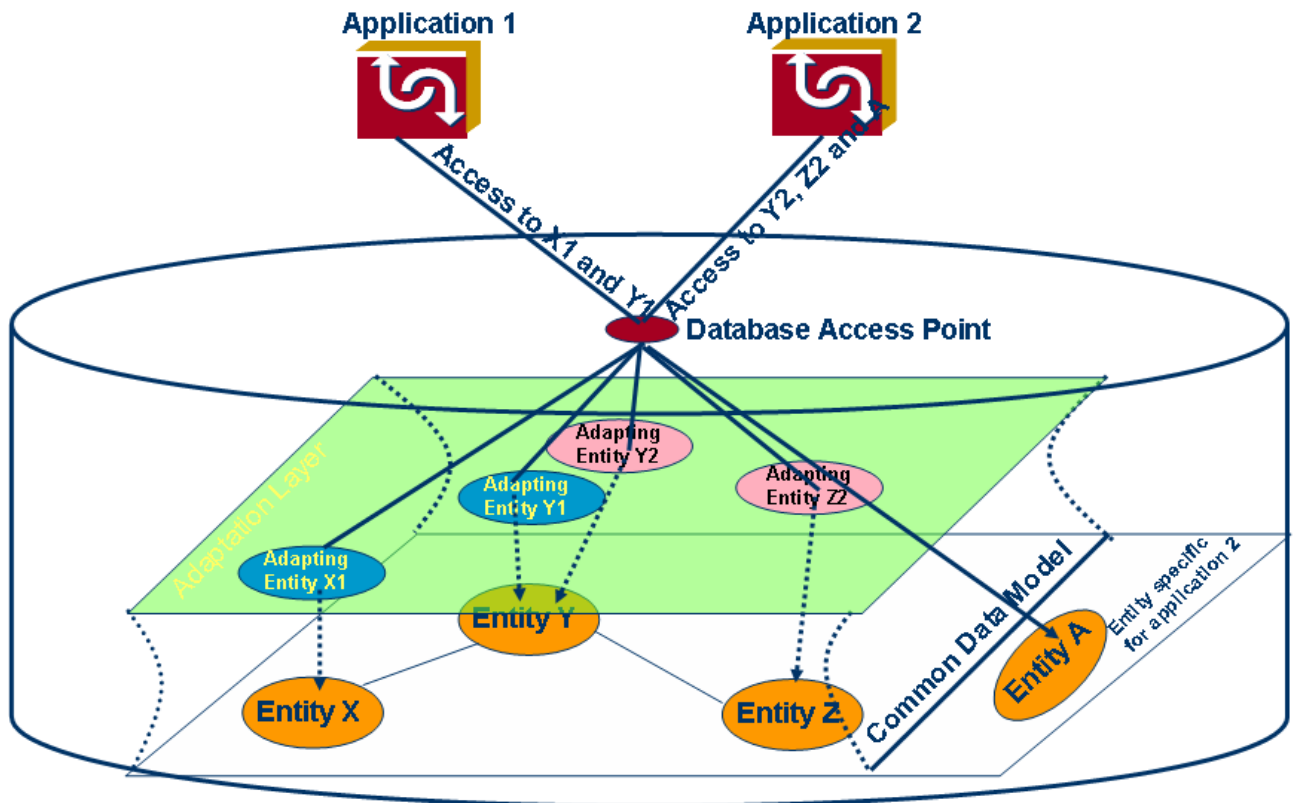 Application 1
Application 2
Access to X1 and Y1
Access to Y2, Z2 and A
Database Access Point
Adaptation Layer
Adapting
Entity Y2
Adapting
Entity Y1
Adapting
Entity Z2
Adapting
Entity X1
Entity Y
Entity X
Entity Z
Common Data Model
Entity A
Entity specific
for application 2